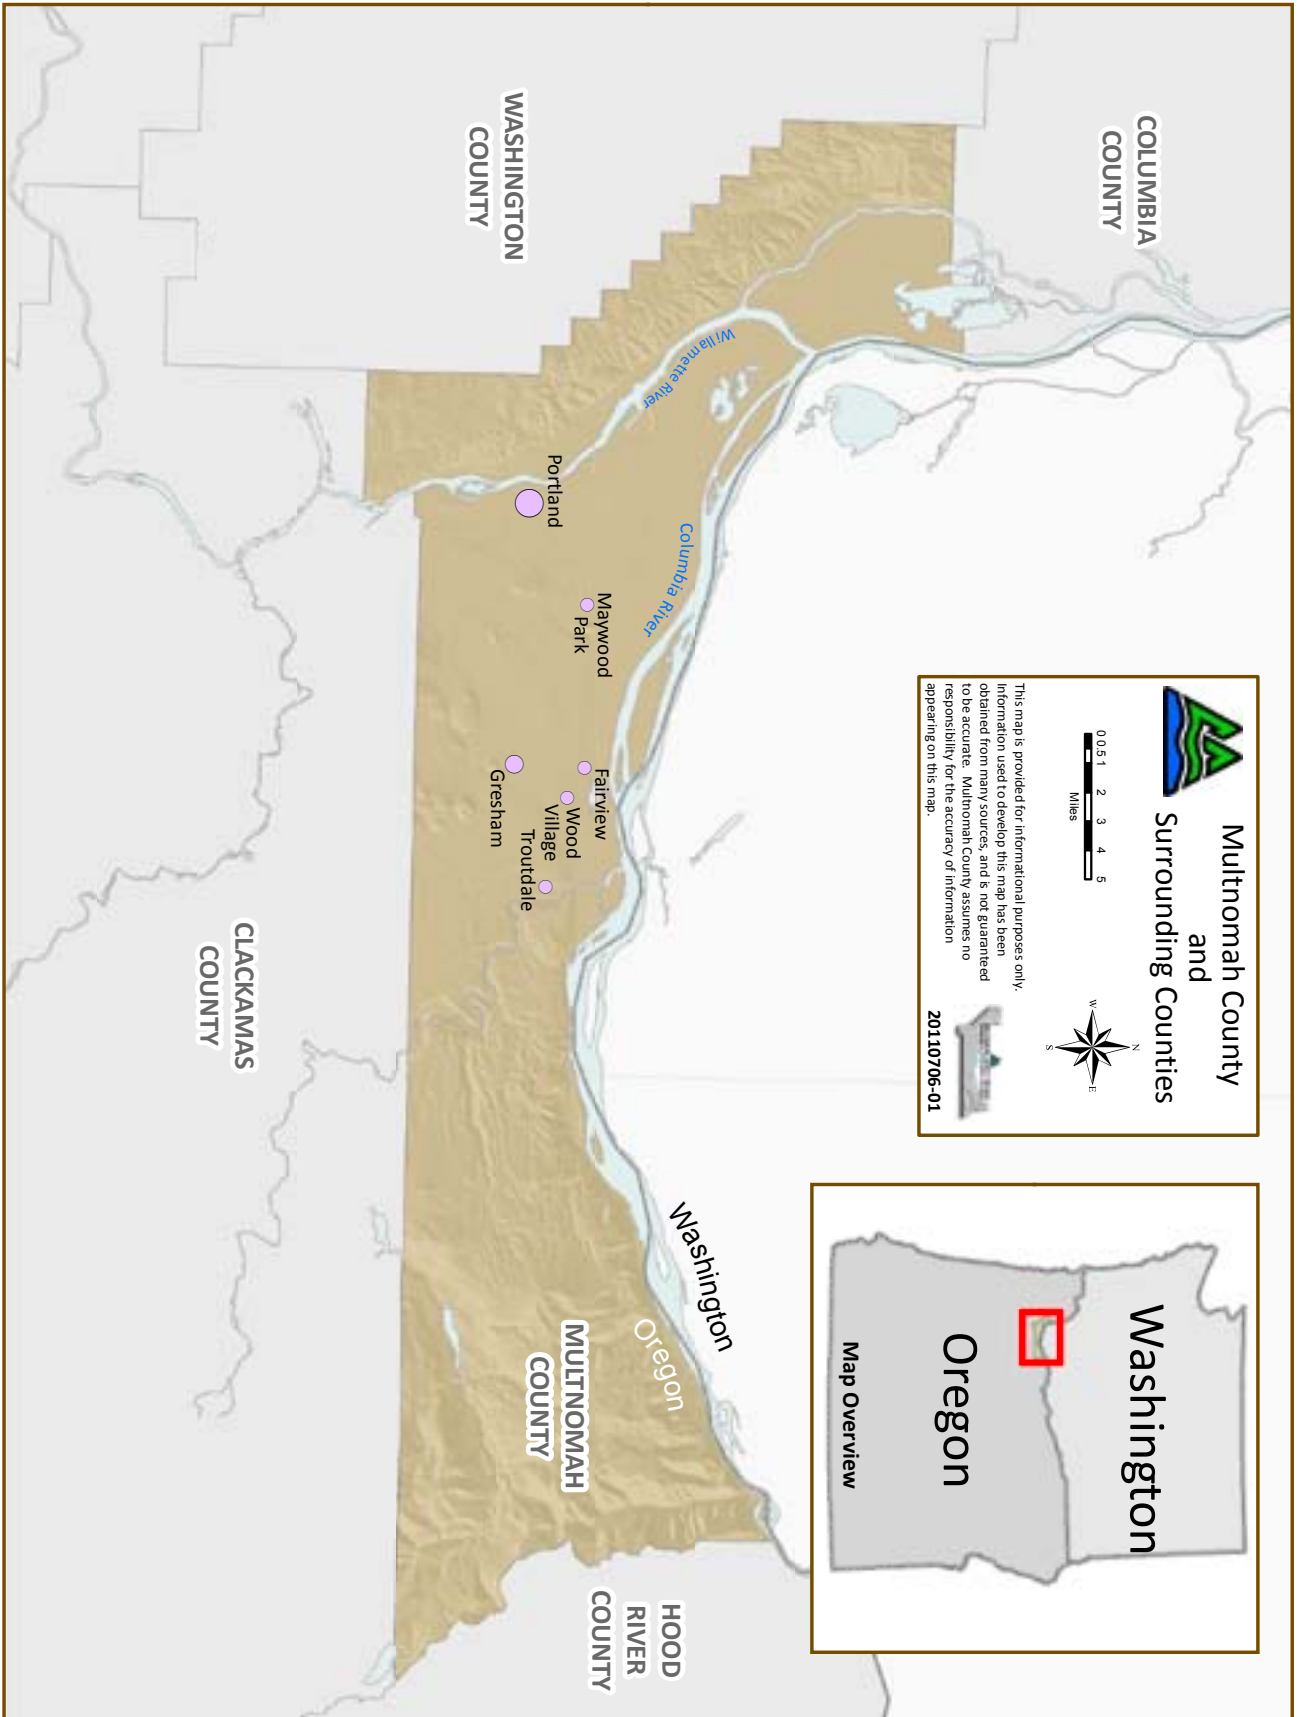 Multnomah County
and
Surrounding Counties
0 0.5 1 2 3 4 5
Miles
N
W
E
S
This map is provided for informational purposes only.
Information used to develop this map has been
obtained from many sources, and is not guaranteed
to be accurate. Multnomah County assumes no
responsibility for the accuracy of information
appearing on this map.
20110706-01
Washington
Oregon
Map Overview
COLUMBIA
COUNTY
WASHINGTON
COUNTY
Willamette River
Columbia River
Portland
Maywood
Park
Fairview
Wood
Village
Troutdale
Gresham
Washington
Oregon
MULTNOMAH
COUNTY
HOOD
RIVER
COUNTY
CLACKAMAS
COUNTY